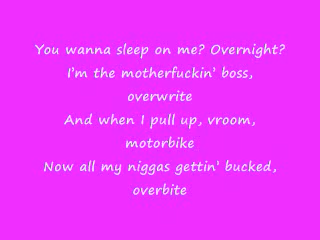 You wanna sleep on me? Overnight?
I'm the motherfuckin' boss,
overwrite
And when I pull up, vroom,
motorbike
Now all my niggas gettin' bucked,
overbite